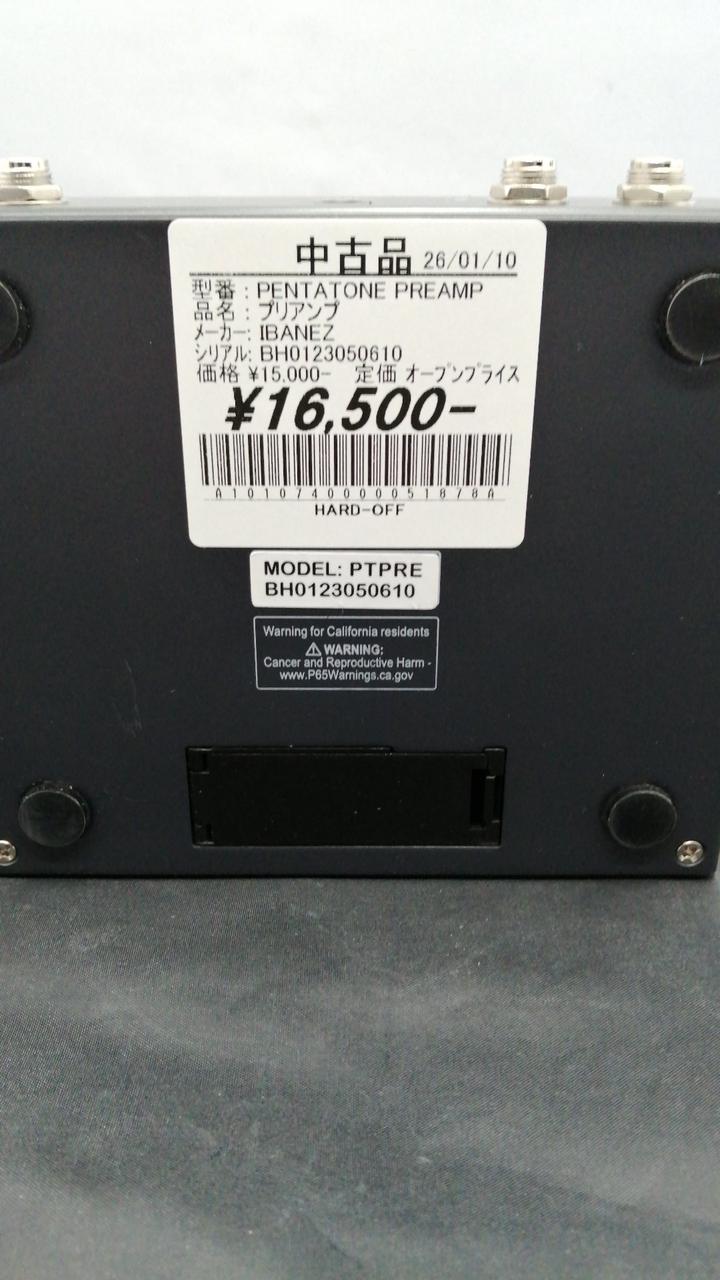 中古品 26/01/10
型番 : PENTATONE PREAMP
品名 : プリアンプ
メーカー: IBANEZ
シリアル: BH0123050610
価格 ¥15,000- 定価 オープンプライス
¥16,500-
A1010740000051878A
HARD-OFF
MODEL: PTPRE
BH0123050610
Warning for California residents
⚠ WARNING:
Cancer and Reproductive Harm -
www.P65Warnings.ca.gov